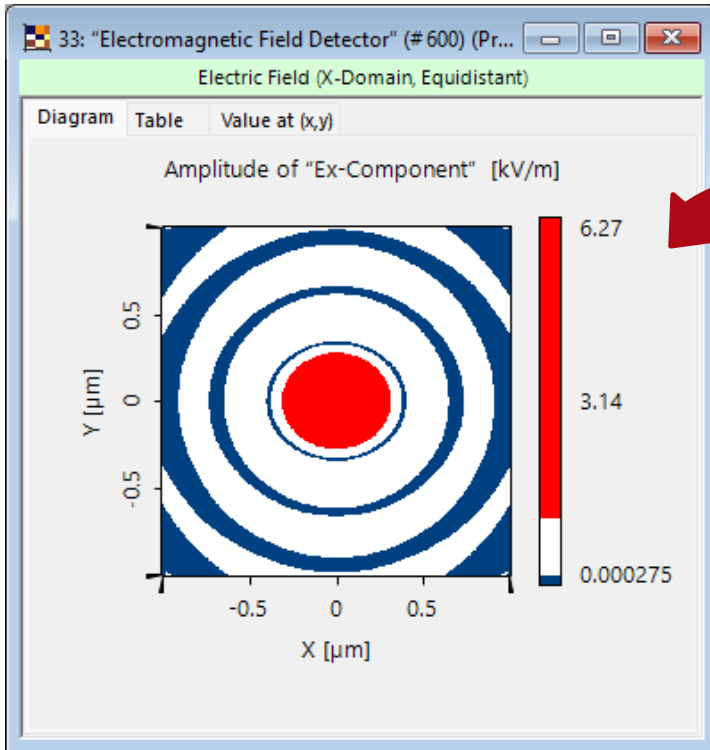 33: "Electromagnetic Field Detector" (# 600) (Pr...
Electric Field (X-Domain, Equidistant)
Diagram Table Value at (x,y)
Amplitude of "Ex-Component" [kV/m]
6.27
3.14
0.000275
0.5
0
-0.5
Y [µm]
-0.5 0 0.5
X [µm]